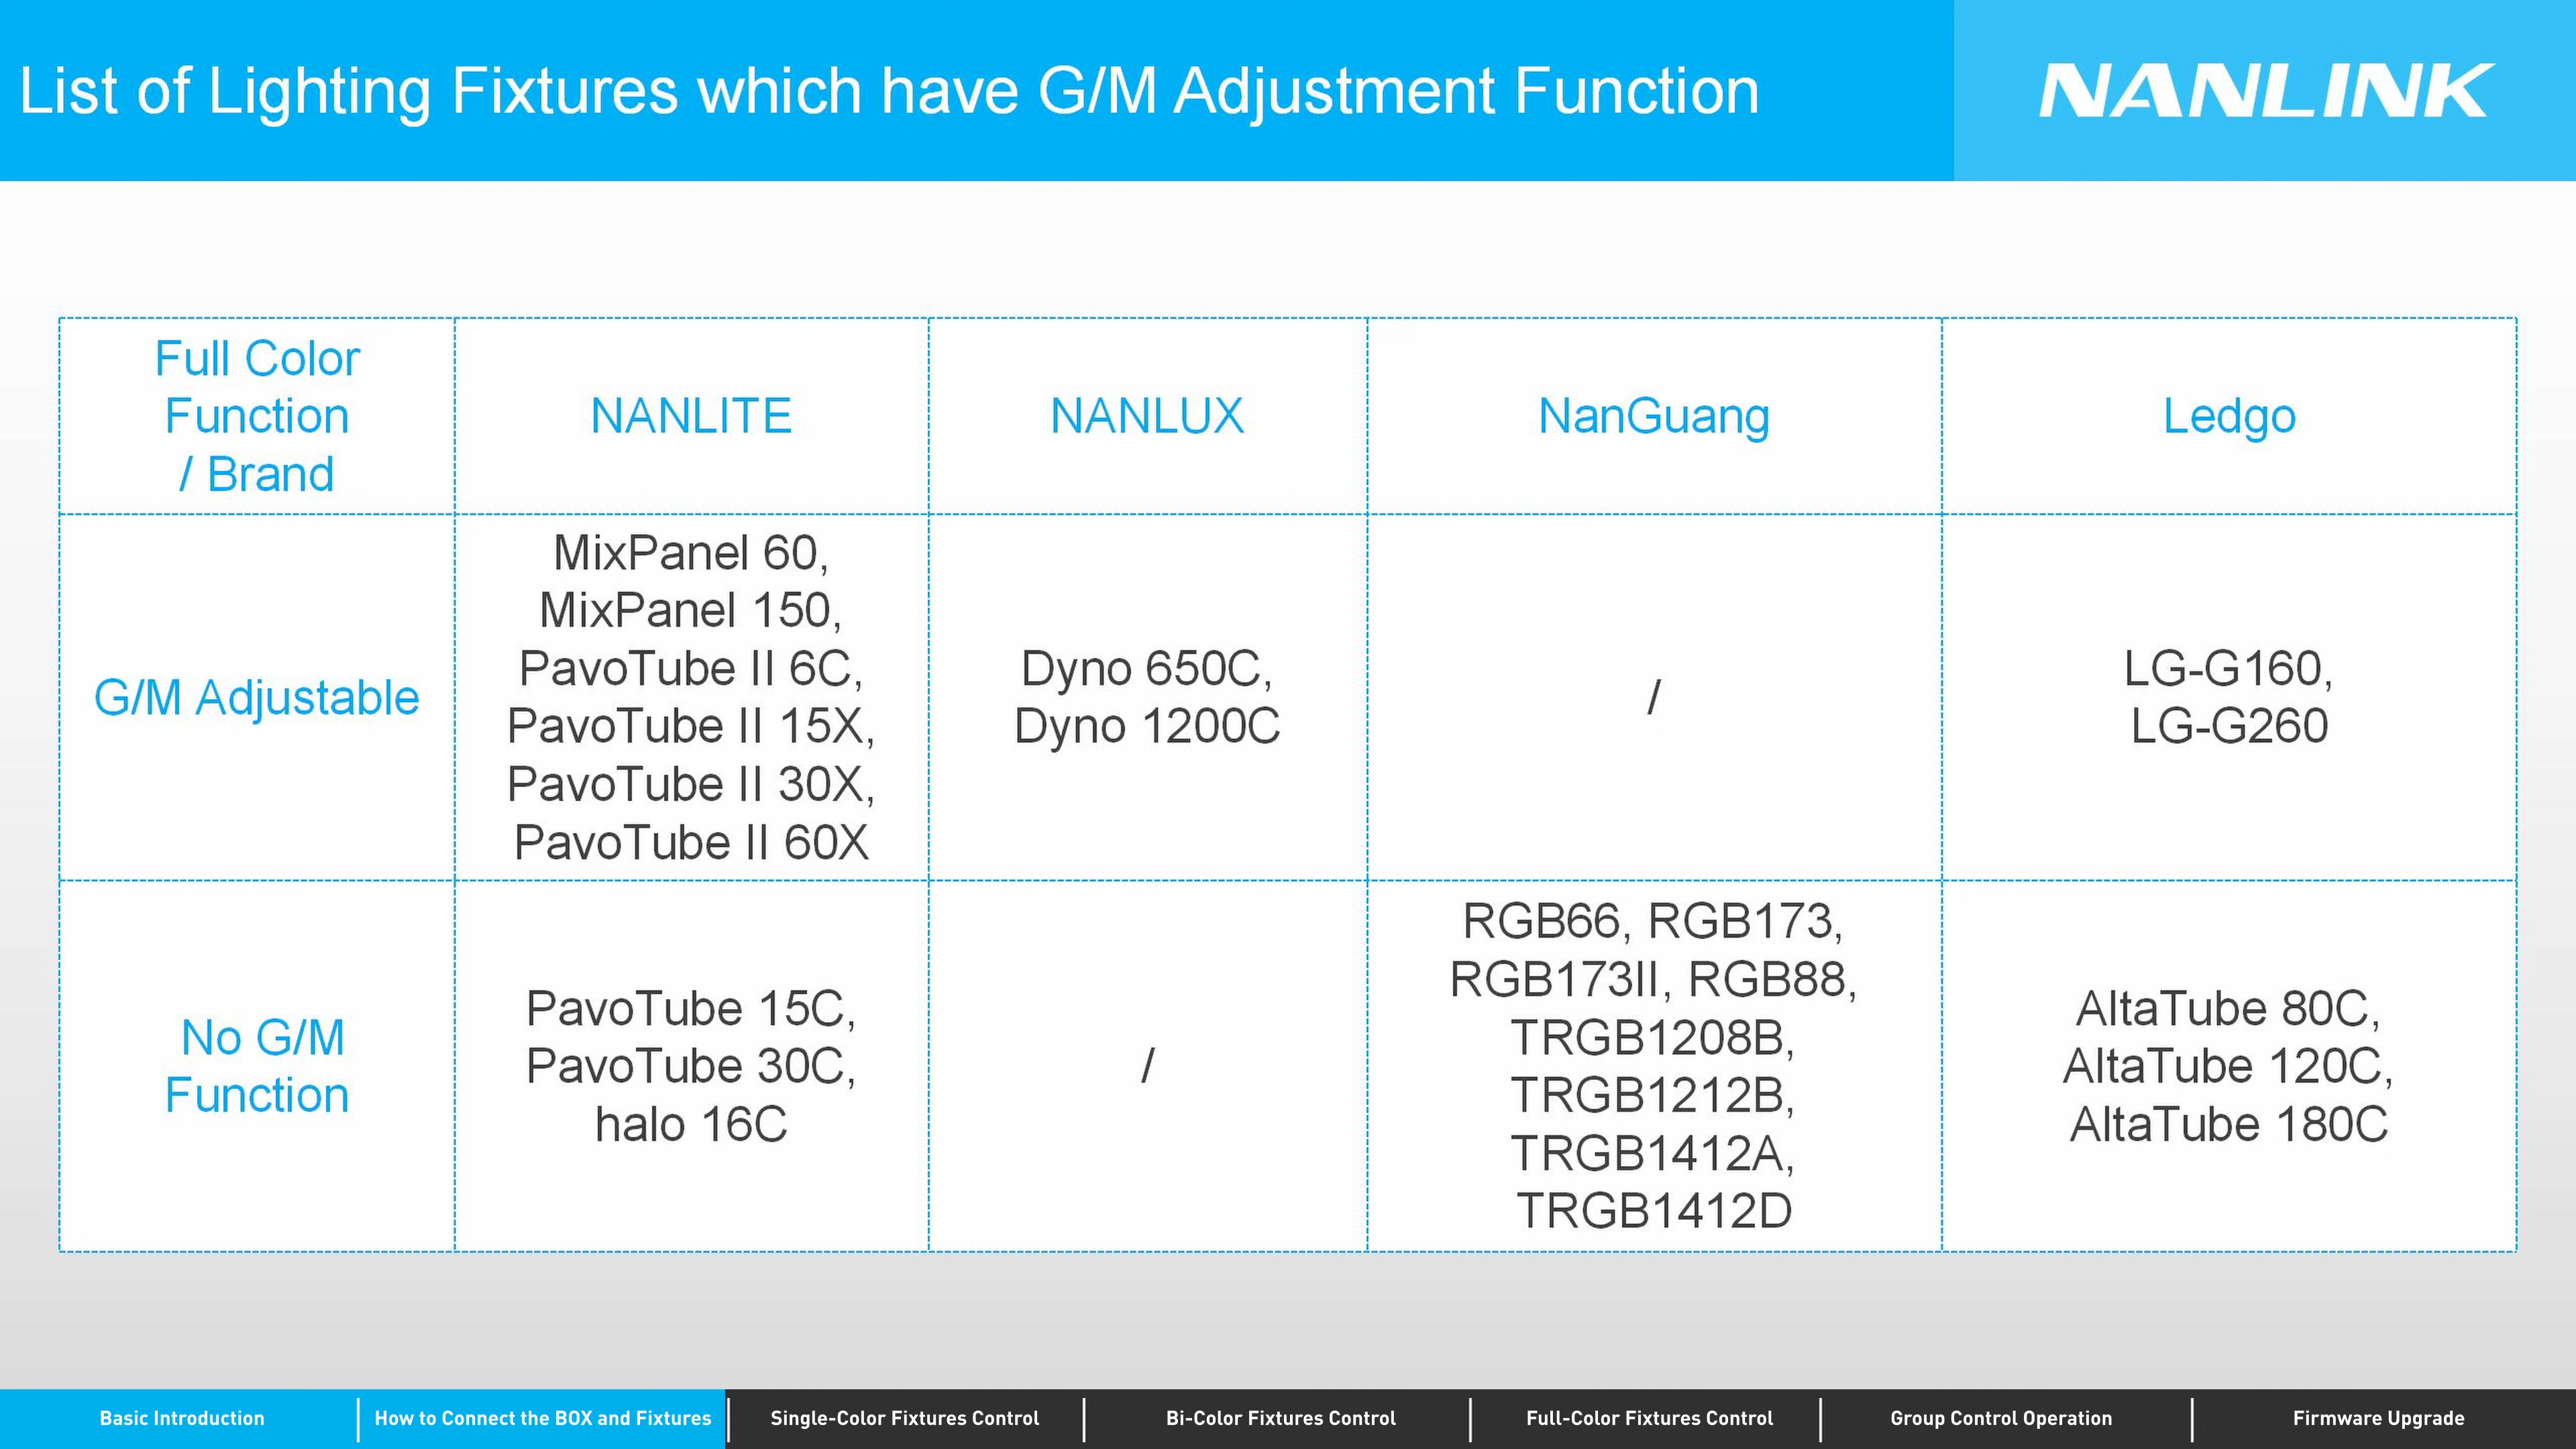 List of Lighting Fixtures which have G/M Adjustment Function
NANLINK
Full Color
Function
/ Brand
NANLITE
NANLUX
NanGuang
Ledgo
G/M Adjustable
MixPanel 60,
MixPanel 150,
PavoTube II 6C,
PavoTube II 15X,
PavoTube II 30X,
PavoTube II 60X
Dyno 650C,
Dyno 1200C
/
LG-G160,
LG-G260
No G/M
Function
PavoTube 15C,
PavoTube 30C,
halo 16C
/
RGB66, RGB173,
RGB173II, RGB88,
TRGB1208B,
TRGB1212B,
TRGB1412A,
TRGB1412D
AltaTube 80C,
AltaTube 120C,
AltaTube 180C
Basic Introduction
How to Connect the BOX and Fixtures
Single-Color Fixtures Control
Bi-Color Fixtures Control
Full-Color Fixtures Control
Group Control Operation
Firmware Upgrade